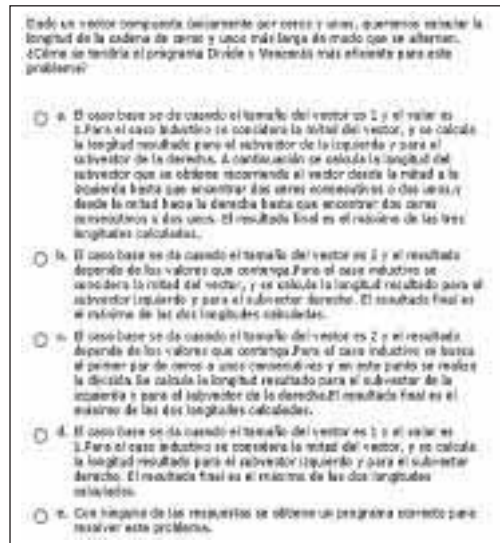 Dado un vector compuesto únicamente por ceros y unos, queremos calcular la
longitud de la cadena de ceros y unos más larga de modo que se alternen.
¿Cómo se tendría el programa Divide y Vencerás más eficiente para este
problema?
a. El caso base se da cuando el tamaño del vector es 1 y el valor es
1.Para el caso inductivo se considera la mitad del vector, y se calcula
la longitud resultado para el subvector de la izquierda y para el
subvector de la derecha. A continuación se calcula la longitud del
subvector que se obtiene recorriendo el vector desde la mitad a la
izquierda hasta que encontrar dos ceros consecutivos o dos unos,y
desde la mitad hacia la derecha hasta que encontrar dos ceros
consecutivos o dos unos. El resultado final es el máximo de las tres
longitudes calculadas.
b. El caso base se da cuando el tamaño del vector es 2 y el resultado
depende de los valores que contenga.Para el caso inductivo se
considera la mitad del vector, y se calcula la longitud resultado para el
subvector izquierdo y para el subvector derecho. El resultado final es
el máximo de las dos longitudes calculadas.
c. El caso base se da cuando el tamaño del vector es 2 y el resultado
depende de los valores que contenga.Para el caso inductivo se busca
el primer par de ceros o unos consecutivos y en este punto se realiza
la división.Se calcula la longitud resultado para el subvector de la
izquierda y para el subvector de la derecha.El resultado final es el
máximo de las dos longitudes calculadas.
d. El caso base se da cuando el tamaño del vector es 1 y el valor es
1.Para el caso inductivo se considera la mitad del vector, y se calcula
la longitud resultado para el subvector izquierdo y para el subvector
derecho. El resultado final es el máximo de las dos longitudes
calculadas.
e. Con ninguna de las respuestas se obtiene un programa correcto para
resolver este problema.